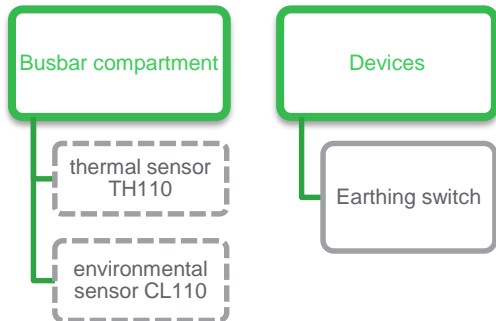 Busbar compartment
thermal sensor
TH110
environmental
sensor CL110
Devices
Earthing switch